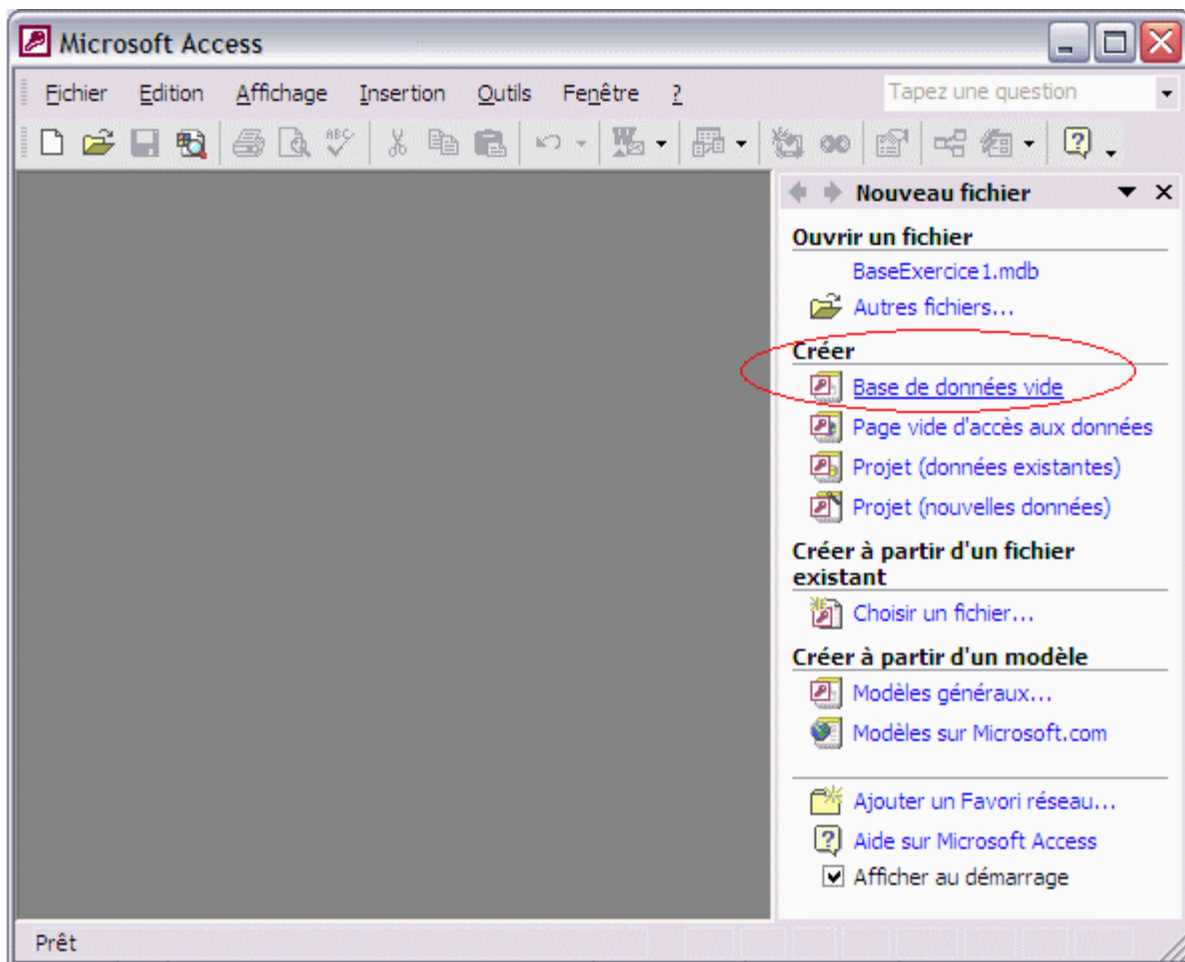 Microsoft Access
Fichier Edition Affichage Insertion Outils Fenêtre ? Tapez une question
ABC
Nouveau fichier
Ouvrir un fichier
BaseExercice1.mdb
Autres fichiers...
Créer
Base de données vide
Page vide d'accès aux données
Projet (données existantes)
Projet (nouvelles données)
Créer à partir d'un fichier
existant
Choisir un fichier...
Créer à partir d'un modèle
Modèles généraux...
Modèles sur Microsoft.com
Ajouter un Favori réseau...
Aide sur Microsoft Access
Afficher au démarrage
Prêt